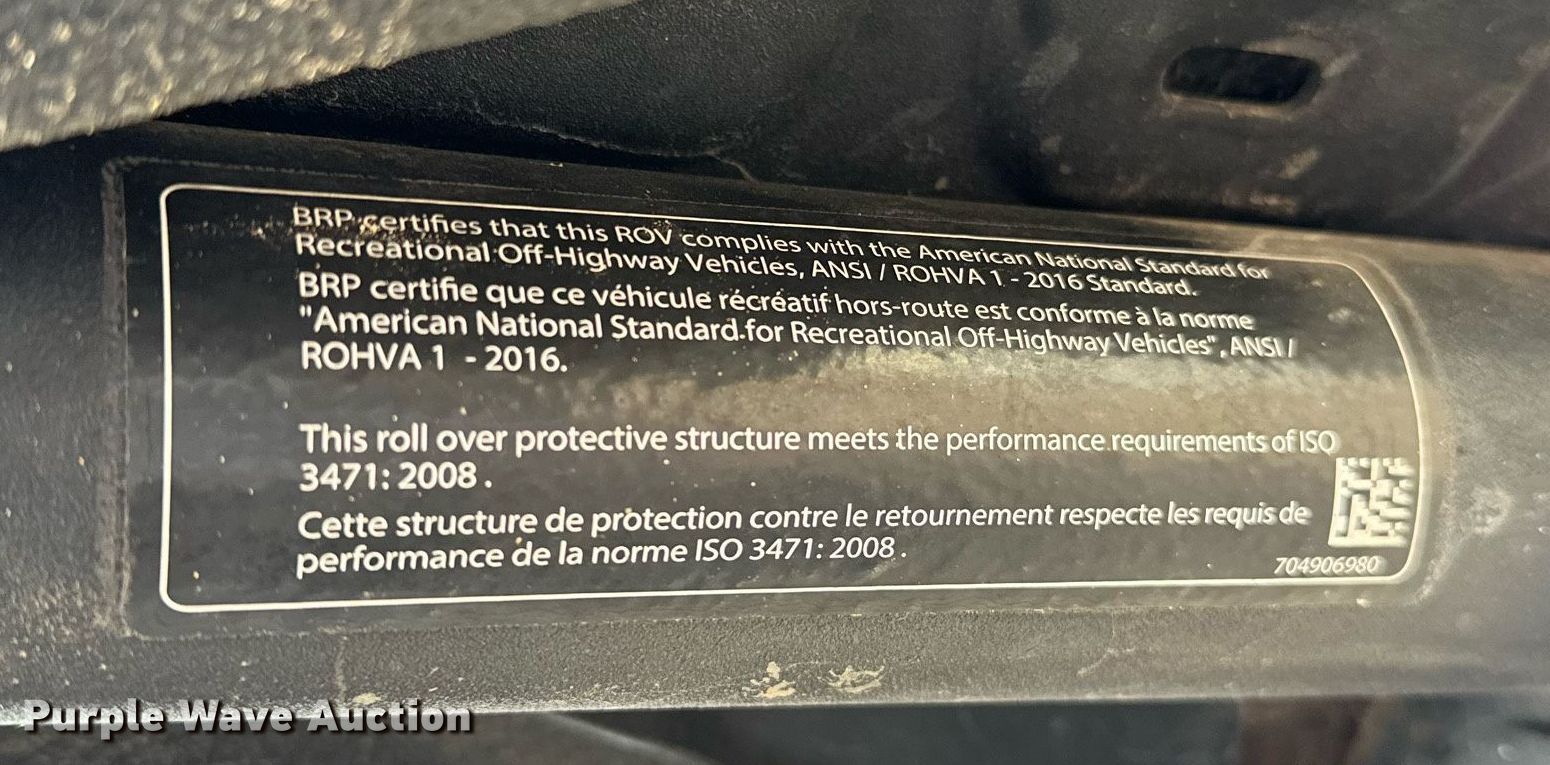 BRP certifies that this ROV complies with the American National Standard for
Recreational Off-Highway Vehicles, ANSI / ROHVA 1 - 2016 Standard.
BRP certifie que ce véhicule récréatif hors-route est conforme à la norme
"American National Standard for Recreational Off-Highway Vehicles", ANSI /
ROHVA 1 - 2016.
This roll over protective structure meets the performance requirements of ISO
3471: 2008 .
Cette structure de protection contre le retournement respecte les requis de
performance de la norme ISO 3471: 2008 .
704906980
Purple Wave Auction